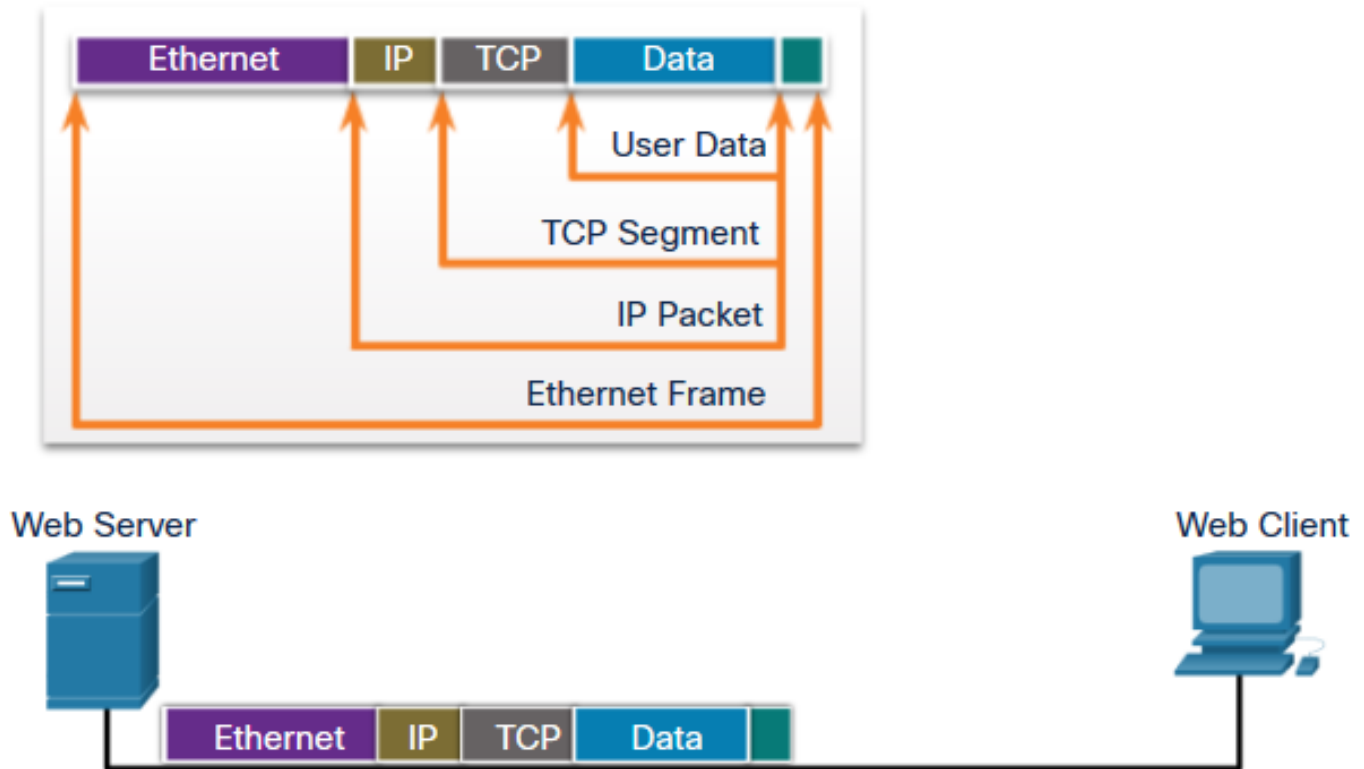 Ethernet IP TCP Data
User Data
TCP Segment
IP Packet
Ethernet Frame
Web Server Web Client
Ethernet IP TCP Data